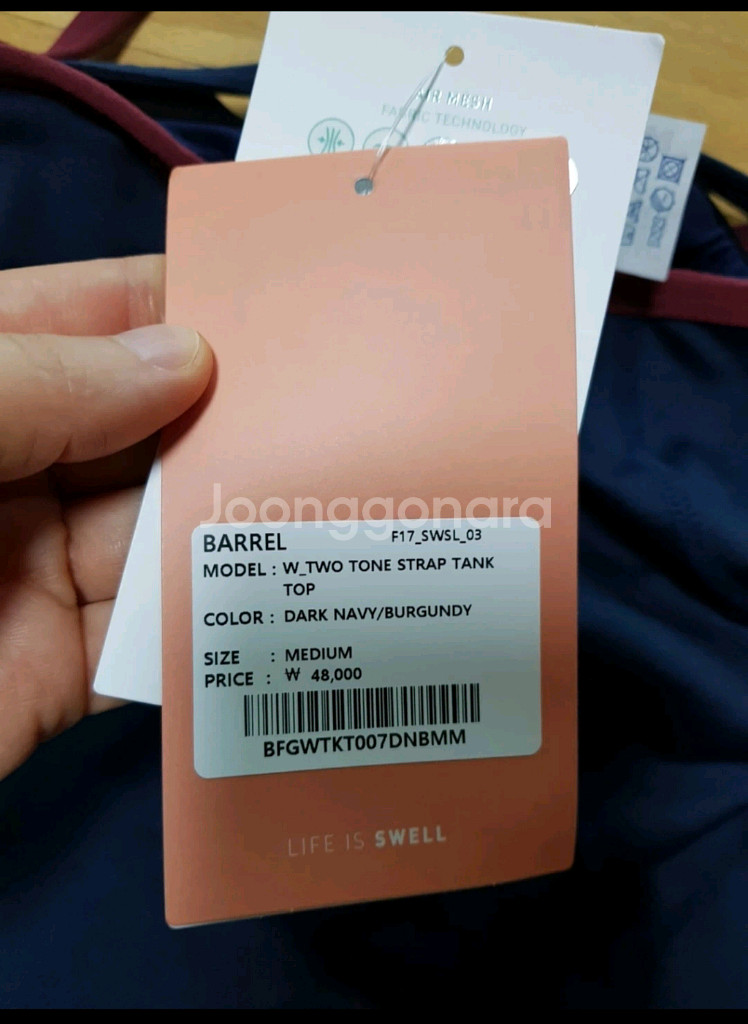 AIR MESH
FABRIC TECHNOLOGY
Joonggonara
BARREL F17_SWSL_03
MODEL : W_TWO TONE STRAP TANK
TOP
COLOR : DARK NAVY/BURGUNDY
SIZE : MEDIUM
PRICE : ₩ 48,000
BFGWTKT007DNBMM
LIFE IS SWELL